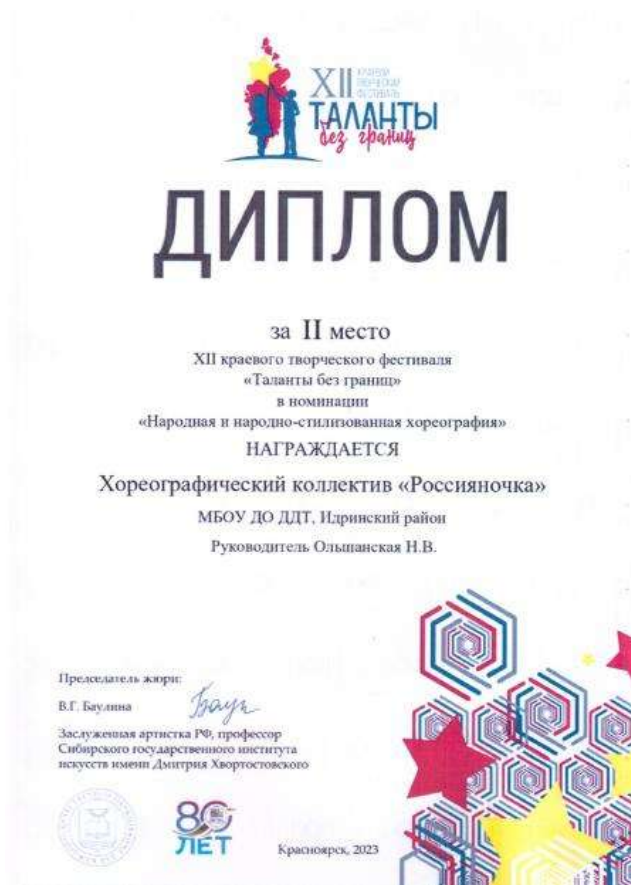 XII КРАЕВОЙ
ТВОРЧЕСКИЙ
ФЕСТИВАЛЬ
ТАЛАНТЫ
без границ
ДИПЛОМ
за II место
XII краевого творческого фестиваля
«Таланты без границ»
в номинации
«Народная и народно-стилизованная хореография»
НАГРАЖДАЕТСЯ
Хореографический коллектив «Россияночка»
МБОУ ДО ДДТ, Идринский район
Руководитель Ольшанская Н.В.
Председатель жюри:
В.Г. Баулина
Заслуженная артистка РФ, профессор
Сибирского государственного института
искусств имени Дмитрия Хворостовского
80
ЛЕТ
Красноярск, 2023